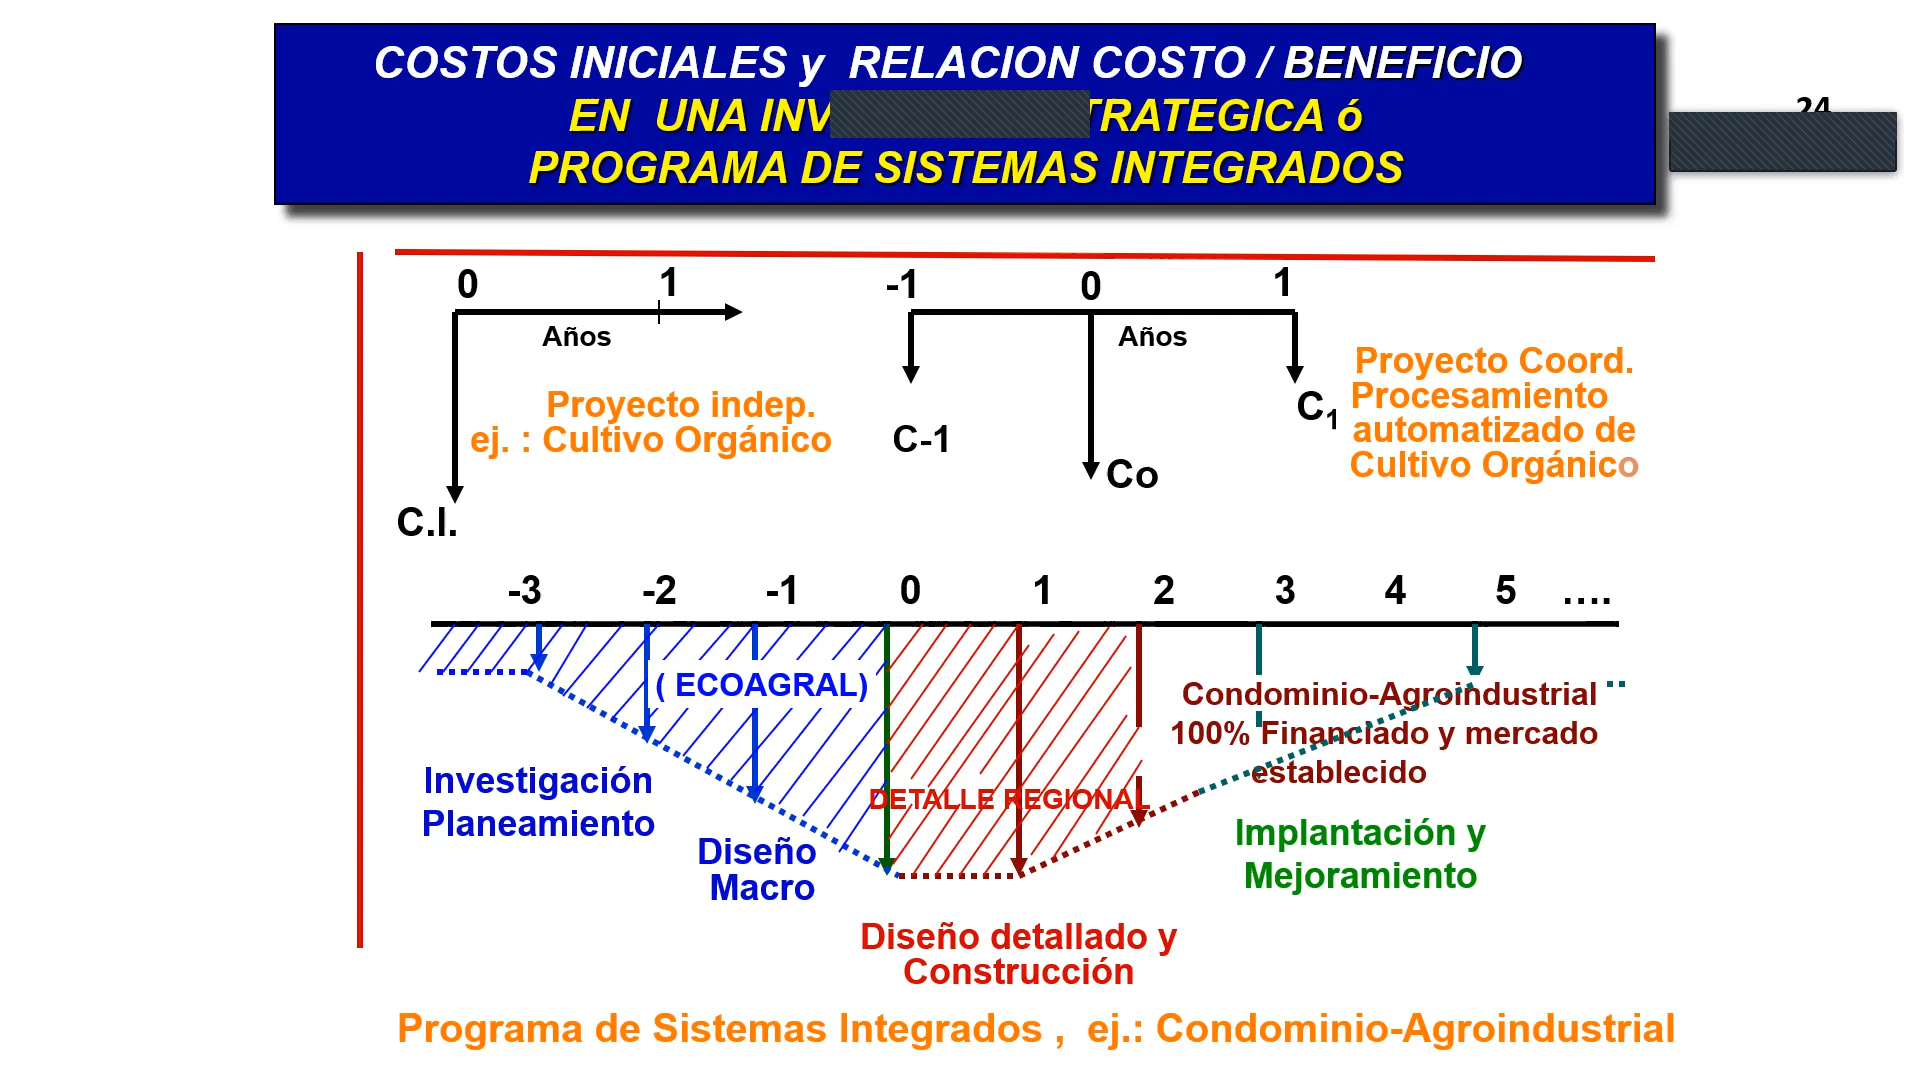 COSTOS INICIALES y RELACION COSTO / BENEFICIO
EN UNA
ó
PROGRAMA DE SISTEMAS INTEGRADOS
24
0 1
Años
Proyecto indep.
ej. : Cultivo Orgánico
C.I.
-1 0 1
Años
C-1
Co
C1
Proyecto Coord.
Procesamiento
automatizado de
Cultivo Orgánico
-3 -2 -1 0 1 2 3 4 5 ....
( ECOAGRAL)
Condominio-Agroindustrial
100% Financiado y mercado
establecido
DETALLE REGIONAL
Investigación
Planeamiento
Diseño
Macro
Implantación y
Mejoramiento
Diseño detallado y
Construcción
Programa de Sistemas Integrados , ej.: Condominio-Agroindustrial